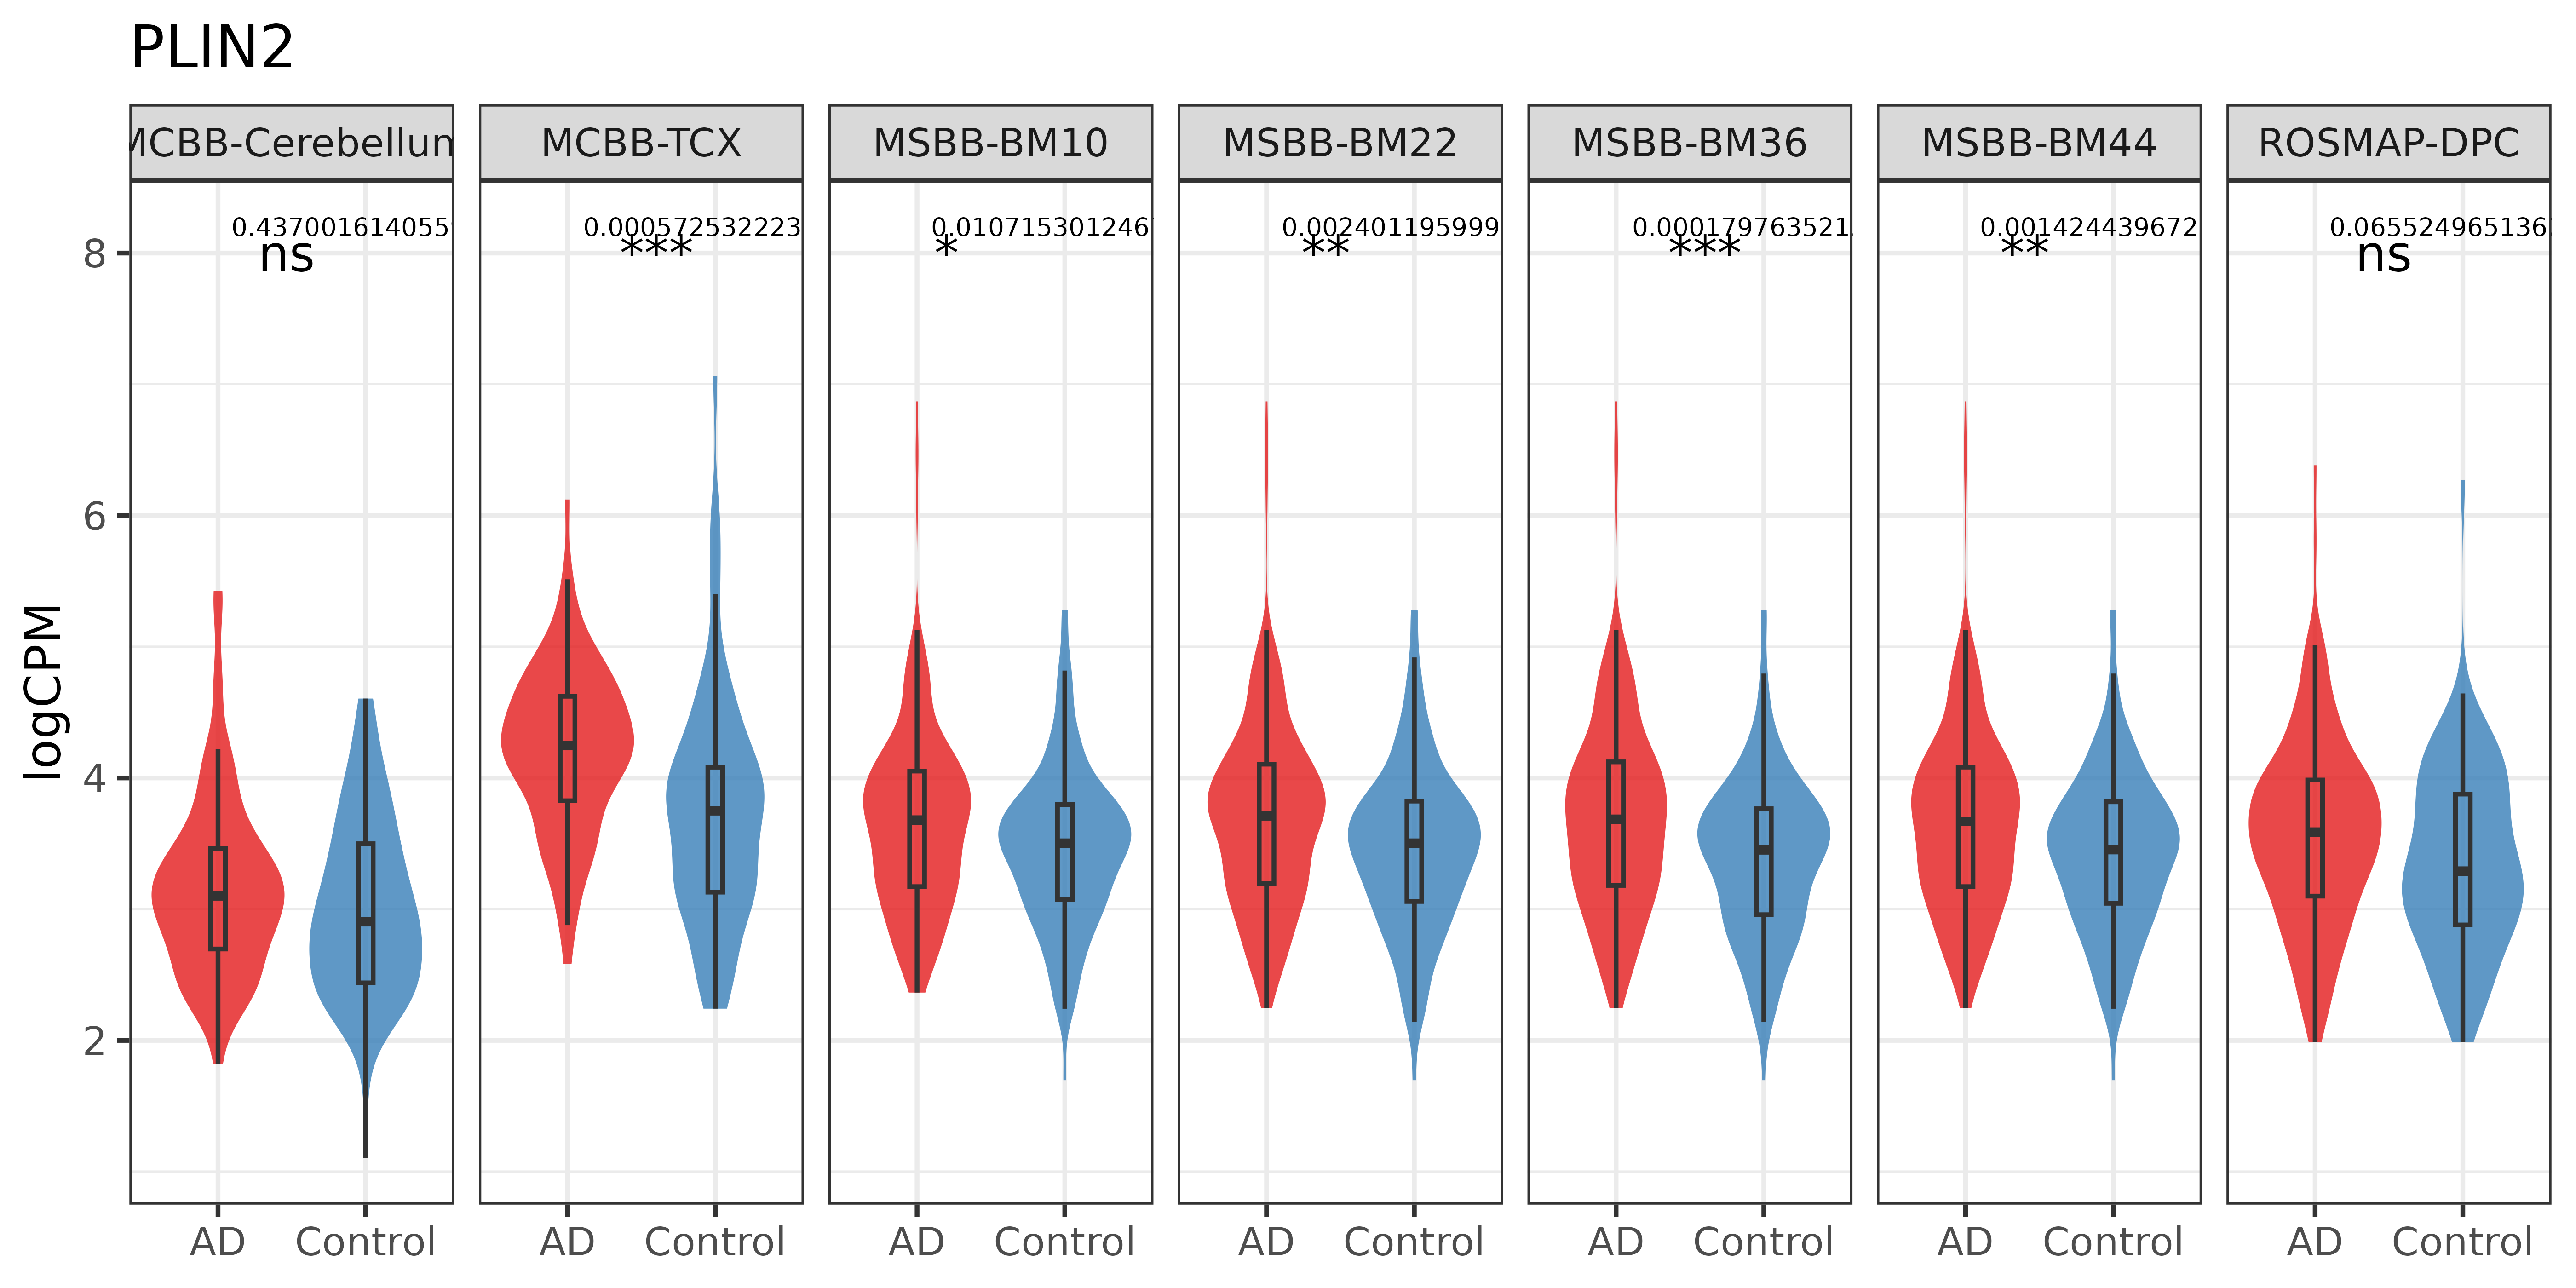 PLIN2
MCBB-Cerebellum MCBB-TCX MSBB-BM10 MSBB-BM22 MSBB-BM36 MSBB-BM44 ROSMAP-DPC
0.4370016140559 0.000572532223 0.010715301246 0.002401195999 0.000179763521 0.001424439672 0.065524965136
ns *** * ** *** ** ns
8
6
4
2
logCPM
AD Control AD Control AD Control AD Control AD Control AD Control AD Control